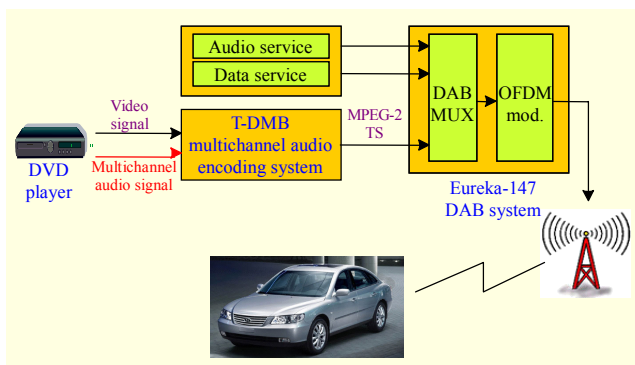 Audio service
Data service
DAB
MUX
OFDM
mod.
Video
signal
T-DMB
multichannel audio
encoding system
MPEG-2
TS
DVD
player
Multichannel
audio signal
Eureka-147
DAB system